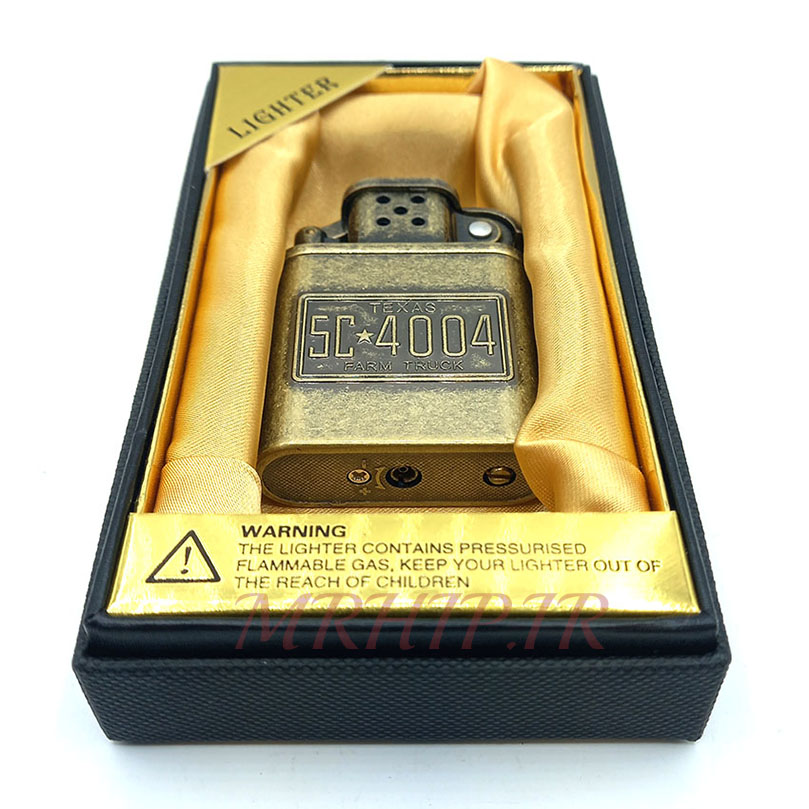 LIGHTER
TEXAS
5C★4004
FARM TRUCK
WARNING
THE LIGHTER CONTAINS PRESSURISED
FLAMMABLE GAS, KEEP YOUR LIGHTER OUT OF
THE REACH OF CHILDREN
MRHIP.IR